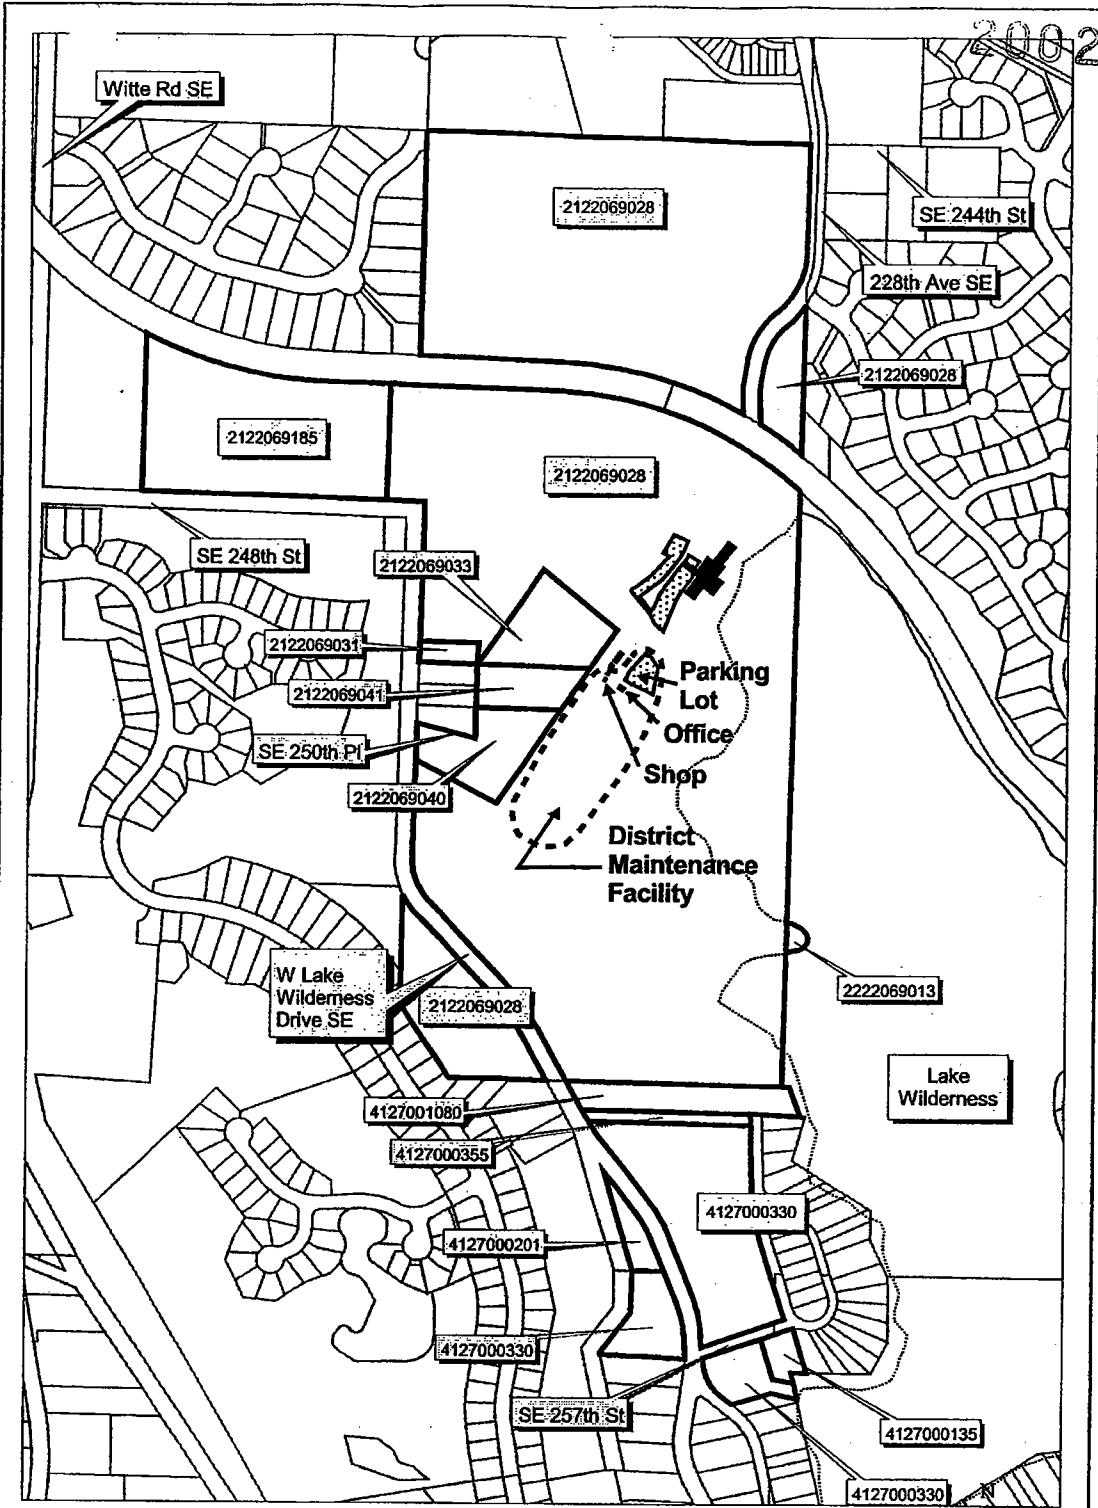 2002
Witte Rd SE
2122069028
SE 244th St
228th Ave SE
2122069028
2122069185
2122069028
SE 248th St
2122069033
2122069031
2122069041
SE 250th Pl
2122069040
Parking
Lot
Office
Shop
District
Maintenance
Facility
W Lake
Wilderness
Drive SE
2122069028
2222069013
Lake
Wilderness
4127001080
4127000355
4127000330
4127000201
4127000330
SE 257th St
4127000135
4127000330
N